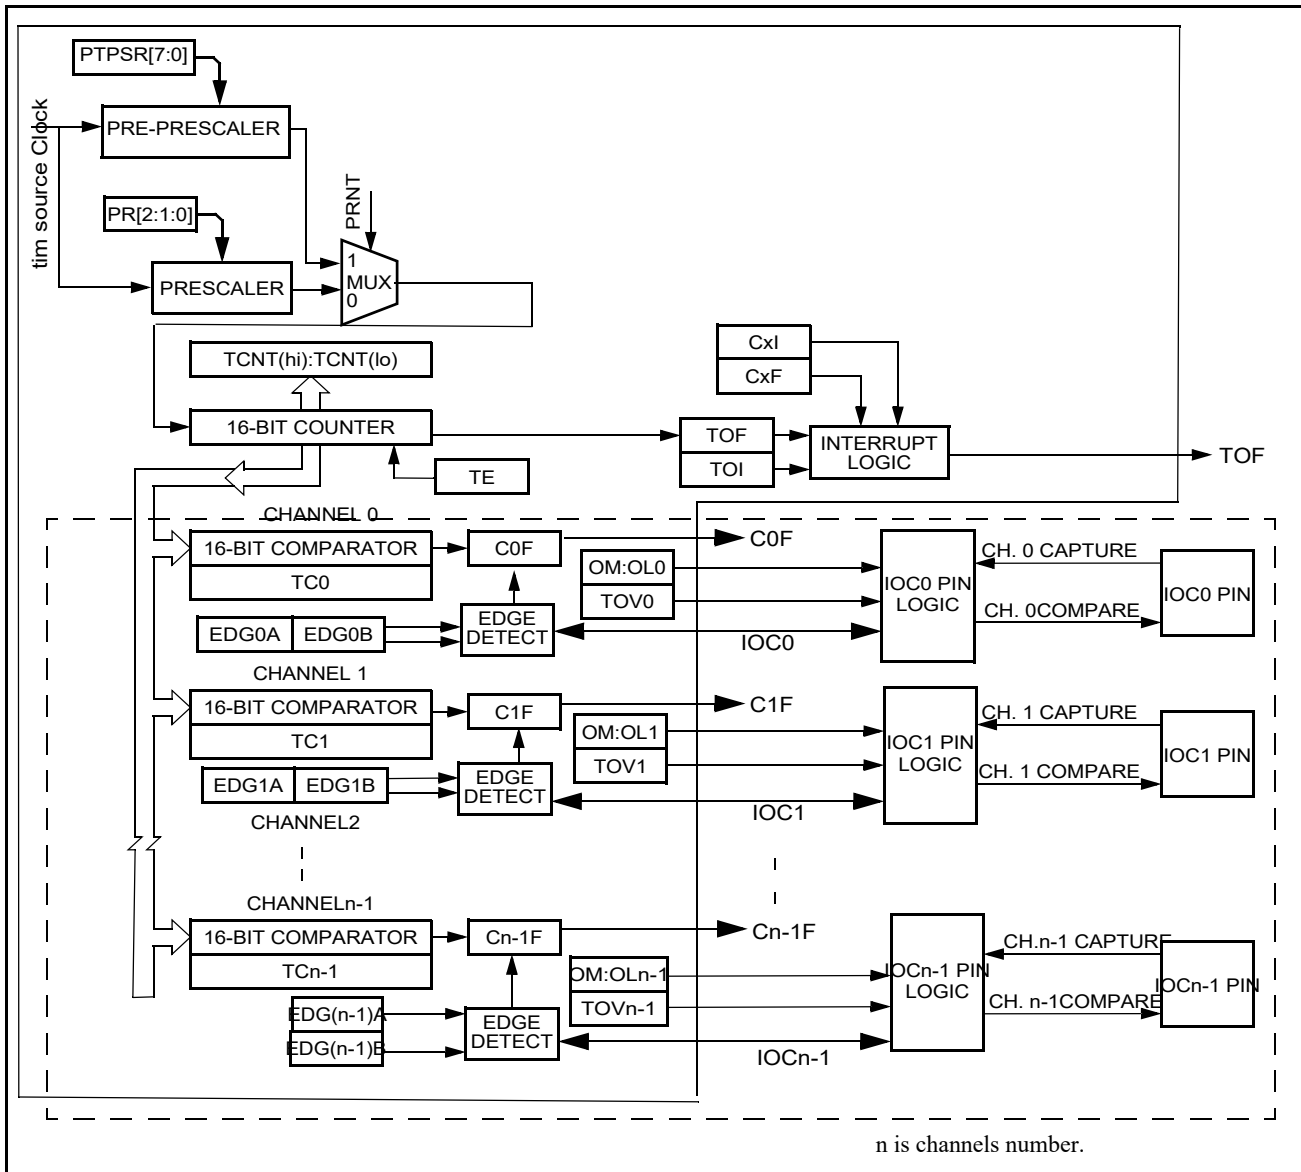 PTPSR[7:0]
tim source Clock
PRE-PRESCALER
PR[2:1:0]
PRNT
PRESCALER
1
MUX
0
TCNT(hi):TCNT(lo)
CxI
CxF
16-BIT COUNTER
TOF
TOI
INTERRUPT
LOGIC
TOF
TE
CHANNEL 0
16-BIT COMPARATOR
TC0
C0F
C0F
OM:OL0
TOV0
IOC0 PIN
LOGIC
CH. 0 CAPTURE
CH. 0COMPARE
IOC0 PIN
EDG0A
EDG0B
EDGE
DETECT
IOC0
CHANNEL 1
16-BIT COMPARATOR
TC1
C1F
C1F
OM:OL1
TOV1
IOC1 PIN
LOGIC
CH. 1 CAPTURE
CH. 1 COMPARE
IOC1 PIN
EDG1A
EDG1B
EDGE
DETECT
IOC1
CHANNEL2
CHANNELn-1
16-BIT COMPARATOR
TCn-1
Cn-1F
Cn-1F
OM:OLn-1
TOVn-1
IOCn-1 PIN
LOGIC
CH.n-1 CAPTURE
CH. n-1COMPARE
IOCn-1 PIN
EDG(n-1)A
EDG(n-1)B
EDGE
DETECT
IOCn-1
n is channels number.